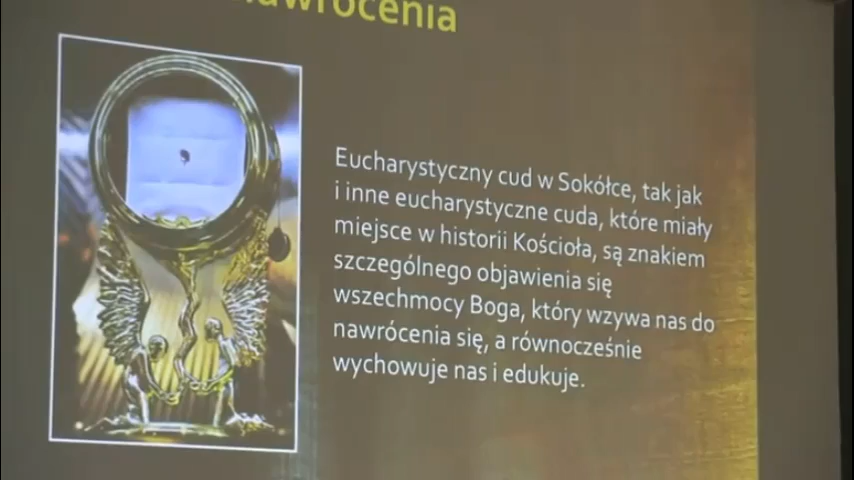 nawrócenia
Eucharystyczny cud w Sokółce, tak jak
i inne eucharystyczne cuda, które miały
miejsce w historii Kościoła, są znakiem
szczególnego objawienia się
wszechmocy Boga, który wzywa nas do
nawrócenia się, a równocześnie
wychowuje nas i edukuje.